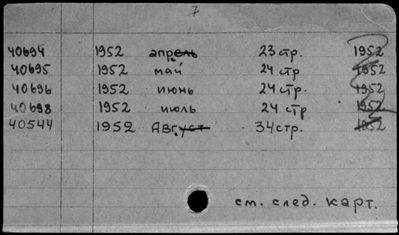 7
40694 1952 апрель 23 стр. 1952
40695 1952 май 24 стр 1952
40696 1952 июнь 24 стр. 1952
40698 1952 июль 24 стр 1952
40544 1952 Август 34 стр. 1952
см. след. карт.